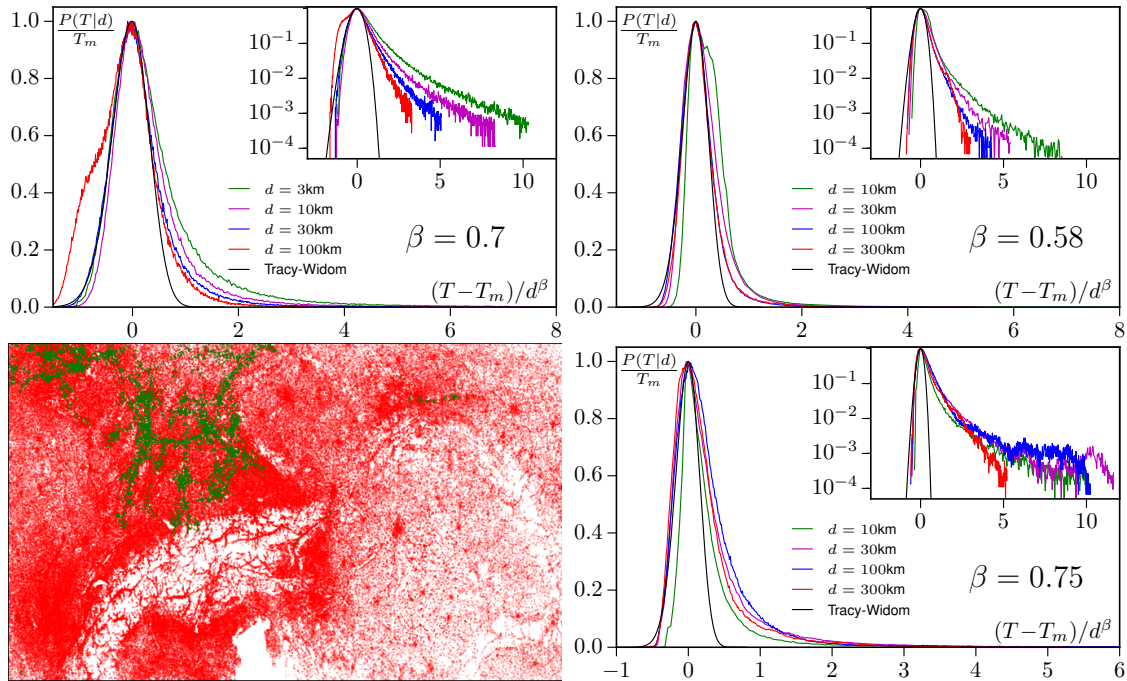 1.0
0.8
0.6
0.4
0.2
0.0
P(T|d)
T_m
10^{-1}
10^{-2}
10^{-3}
10^{-4}
0 5 10
d = 3km
d = 10km
d = 30km
d = 100km
Tracy-Widom
β = 0.7
(T−T_m)/d^β
0 2 4 6 8
1.0
0.8
0.6
0.4
0.2
0.0
P(T|d)
T_m
10^{-1}
10^{-2}
10^{-3}
10^{-4}
0 5 10
d = 10km
d = 30km
d = 100km
d = 300km
Tracy-Widom
β = 0.58
(T−T_m)/d^β
0 2 4 6 8
1.0
0.8
0.6
0.4
0.2
0.0
P(T|d)
T_m
10^{-1}
10^{-2}
10^{-3}
10^{-4}
0 5 10
d = 10km
d = 30km
d = 100km
d = 300km
Tracy-Widom
β = 0.75
(T−T_m)/d^β
−1 0 1 2 3 4 5 6